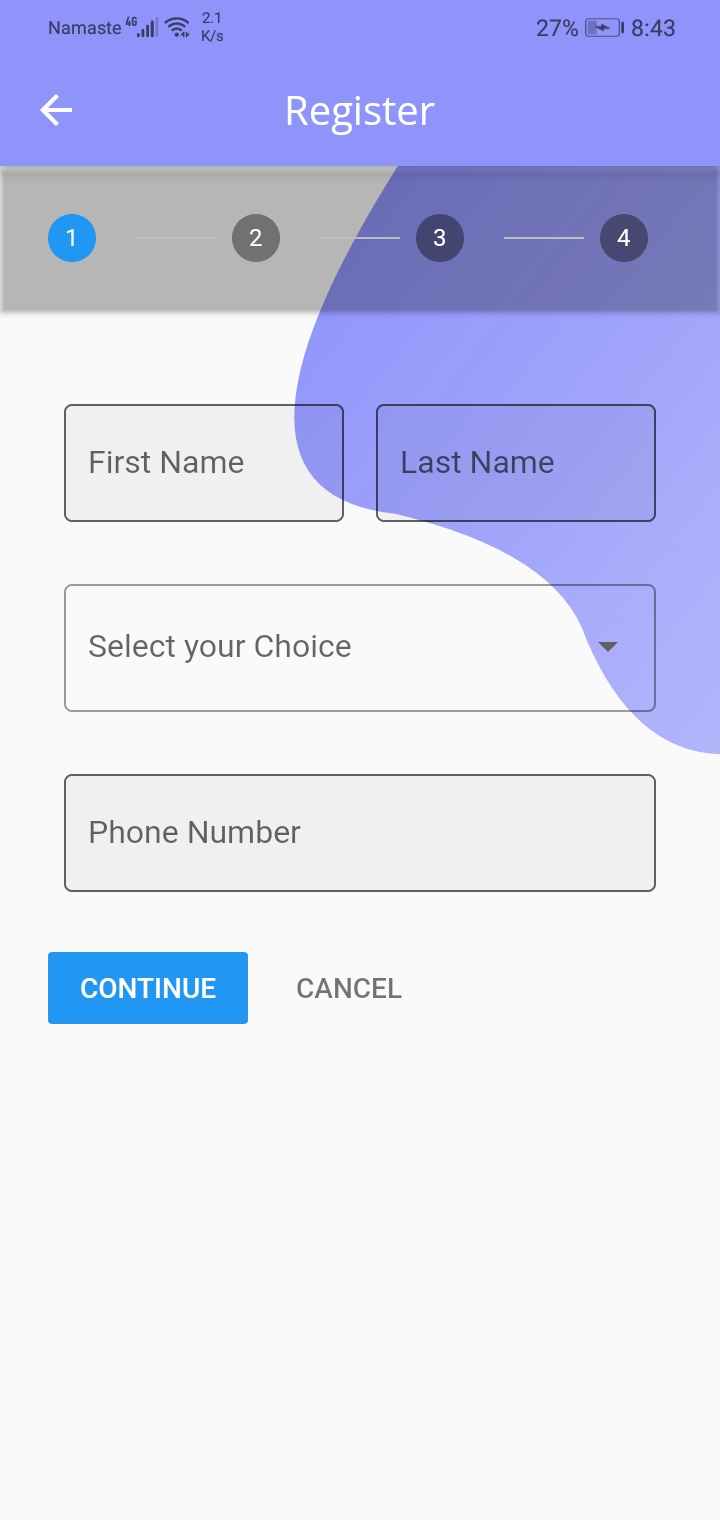 Namaste 4G 2.1 K/s 27% 8:43
Register
1 2 3 4
First Name Last Name
Select your Choice
Phone Number
CONTINUE CANCEL